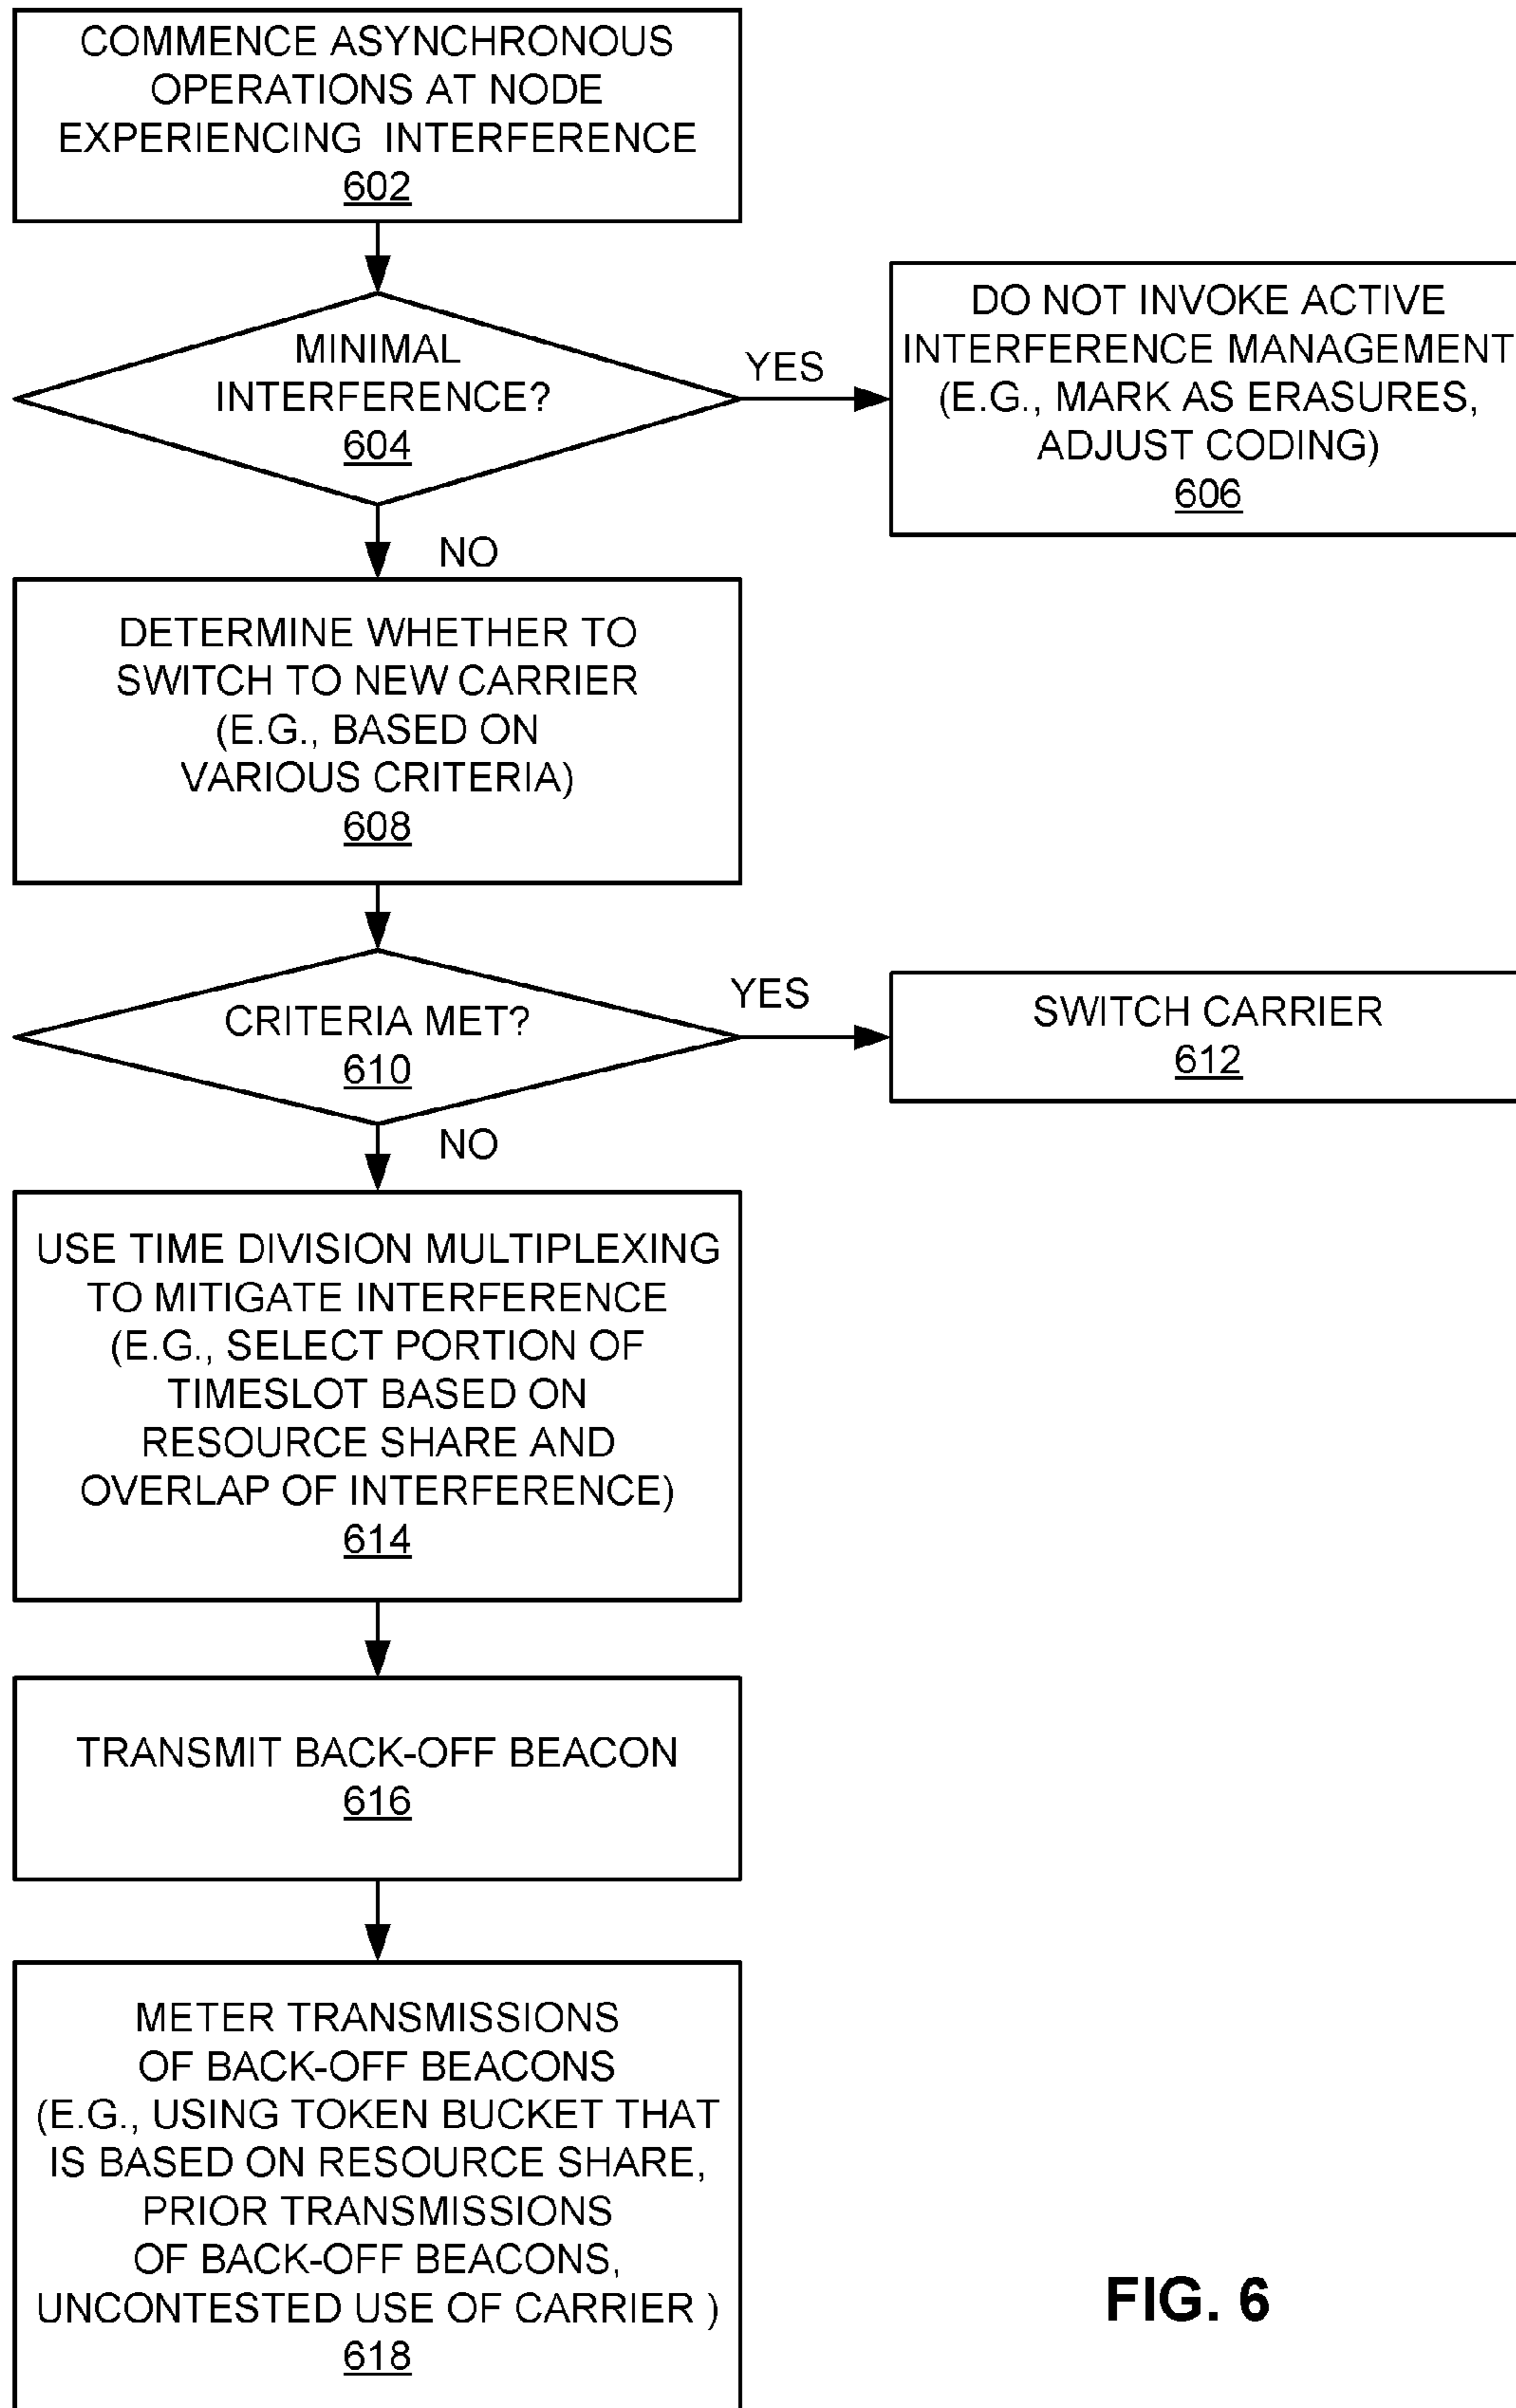 COMMENCE ASYNCHRONOUS
OPERATIONS AT NODE
EXPERIENCING INTERFERENCE
602
MINIMAL
INTERFERENCE?
604
YES
DO NOT INVOKE ACTIVE
INTERFERENCE MANAGEMENT
(E.G., MARK AS ERASURES,
ADJUST CODING)
606
NO
DETERMINE WHETHER TO
SWITCH TO NEW CARRIER
(E.G., BASED ON
VARIOUS CRITERIA)
608
CRITERIA MET?
610
YES
SWITCH CARRIER
612
NO
USE TIME DIVISION MULTIPLEXING
TO MITIGATE INTERFERENCE
(E.G., SELECT PORTION OF
TIMESLOT BASED ON
RESOURCE SHARE AND
OVERLAP OF INTERFERENCE)
614
TRANSMIT BACK-OFF BEACON
616
METER TRANSMISSIONS
OF BACK-OFF BEACONS
(E.G., USING TOKEN BUCKET THAT
IS BASED ON RESOURCE SHARE,
PRIOR TRANSMISSIONS
OF BACK-OFF BEACONS,
UNCONTESTED USE OF CARRIER )
618
FIG. 6